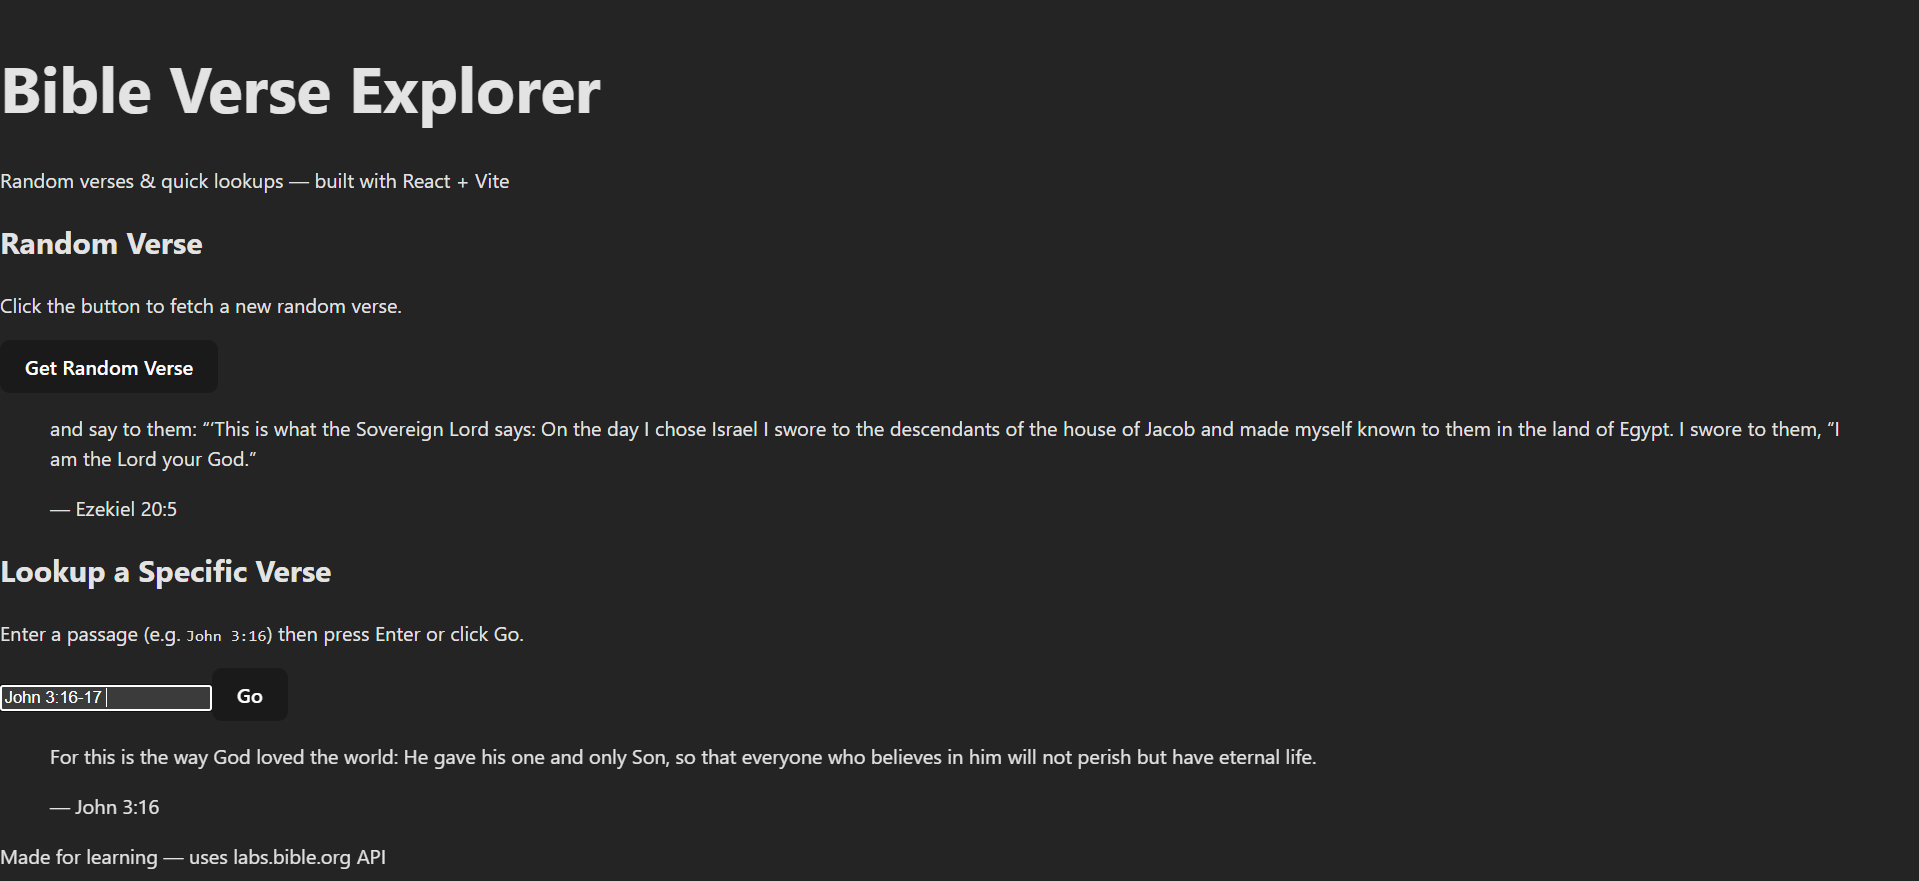 Bible Verse Explorer
Random verses & quick lookups — built with React + Vite
Random Verse
Click the button to fetch a new random verse.
Get Random Verse
and say to them: “‘This is what the Sovereign Lord says: On the day I chose Israel I swore to the descendants of the house of Jacob and made myself known to them in the land of Egypt. I swore to them, “I
am the Lord your God.”
— Ezekiel 20:5
Lookup a Specific Verse
Enter a passage (e.g. John 3:16) then press Enter or click Go.
John 3:16-17
Go
For this is the way God loved the world: He gave his one and only Son, so that everyone who believes in him will not perish but have eternal life.
— John 3:16
Made for learning — uses labs.bible.org API